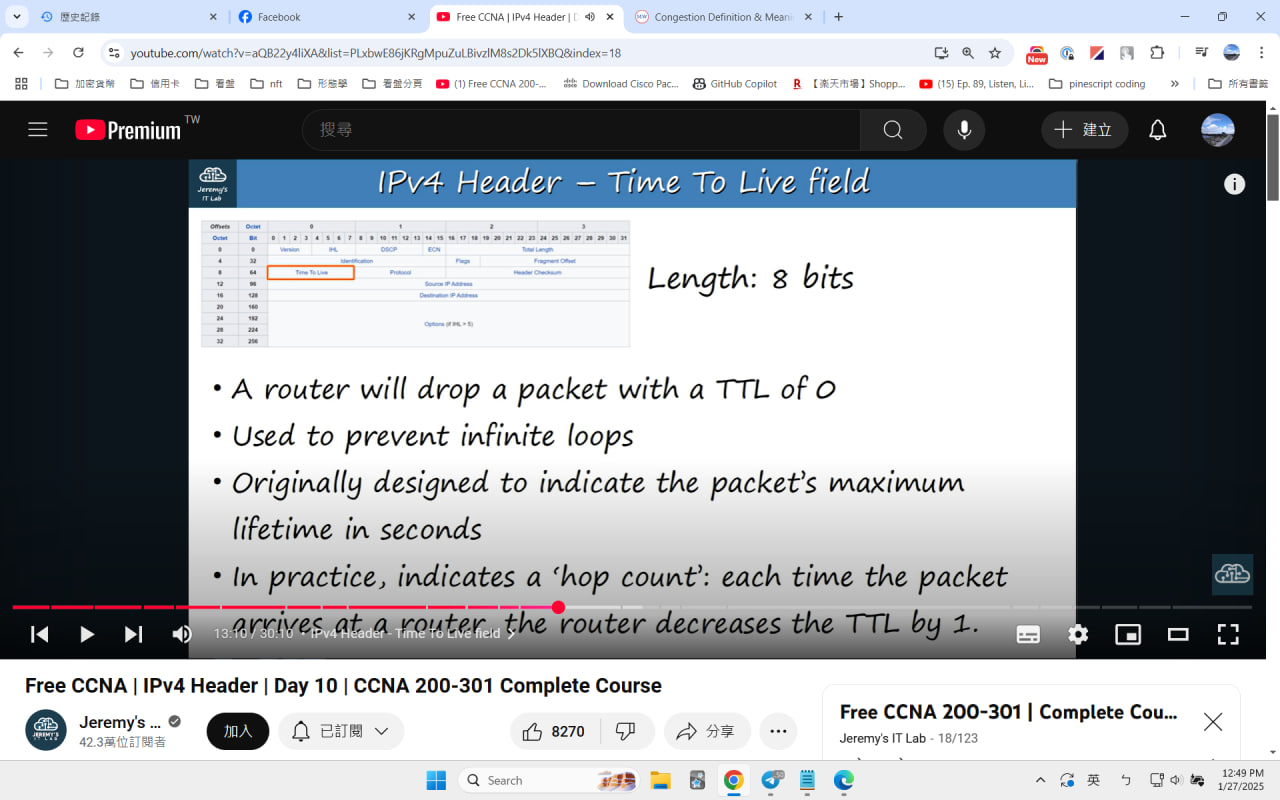 歷史記錄
Facebook
Free CCNA | IPv4 Header | D
Congestion Definition & Meani
youtube.com/watch?v=aQB22y4liXA&list=PLxbwE86jKRgMpuZuLBivzlM8s2Dk5lXBQ&index=18
New
加密貨幣
信用卡
看盤
nft
形態學
看盤分頁
(1) Free CCNA 200-...
Download Cisco Pac...
GitHub Copilot
【楽天市場】Shopp...
(15) Ep. 89, Listen, Li...
pinescript coding
所有書籤
Premium TW
搜尋
建立
Jeremy's
IT Lab
IPv4 Header – Time To Live field
Offsets Octet 0 1 2 3
Octet Bit 0 1 2 3 4 5 6 7 8 9 10 11 12 13 14 15 16 17 18 19 20 21 22 23 24 25 26 27 28 29 30 31
0 0 Version IHL DSCP ECN Total Length
4 32 Identification Flags Fragment Offset
8 64 Time To Live Protocol Header Checksum
12 96 Source IP Address
16 128 Destination IP Address
20 160
24 192
Options (if IHL > 5)
28 224
32 256
Length: 8 bits
• A router will drop a packet with a TTL of 0
• Used to prevent infinite loops
• Originally designed to indicate the packet's maximum
lifetime in seconds
• In practice, indicates a 'hop count': each time the packet
arrives at a router, the router decreases the TTL by 1.
13:10 / 30:10 • IPv4 Header - Time To Live field
Free CCNA | IPv4 Header | Day 10 | CCNA 200-301 Complete Course
JEREMY'S
IT LAB
Jeremy's ...
42.3萬位訂閱者
加入
已訂閱
8270
分享
Free CCNA 200-301 | Complete Cou...
Jeremy's IT Lab - 18/123
Search
英
ㄅ
12:49 PM
1/27/2025